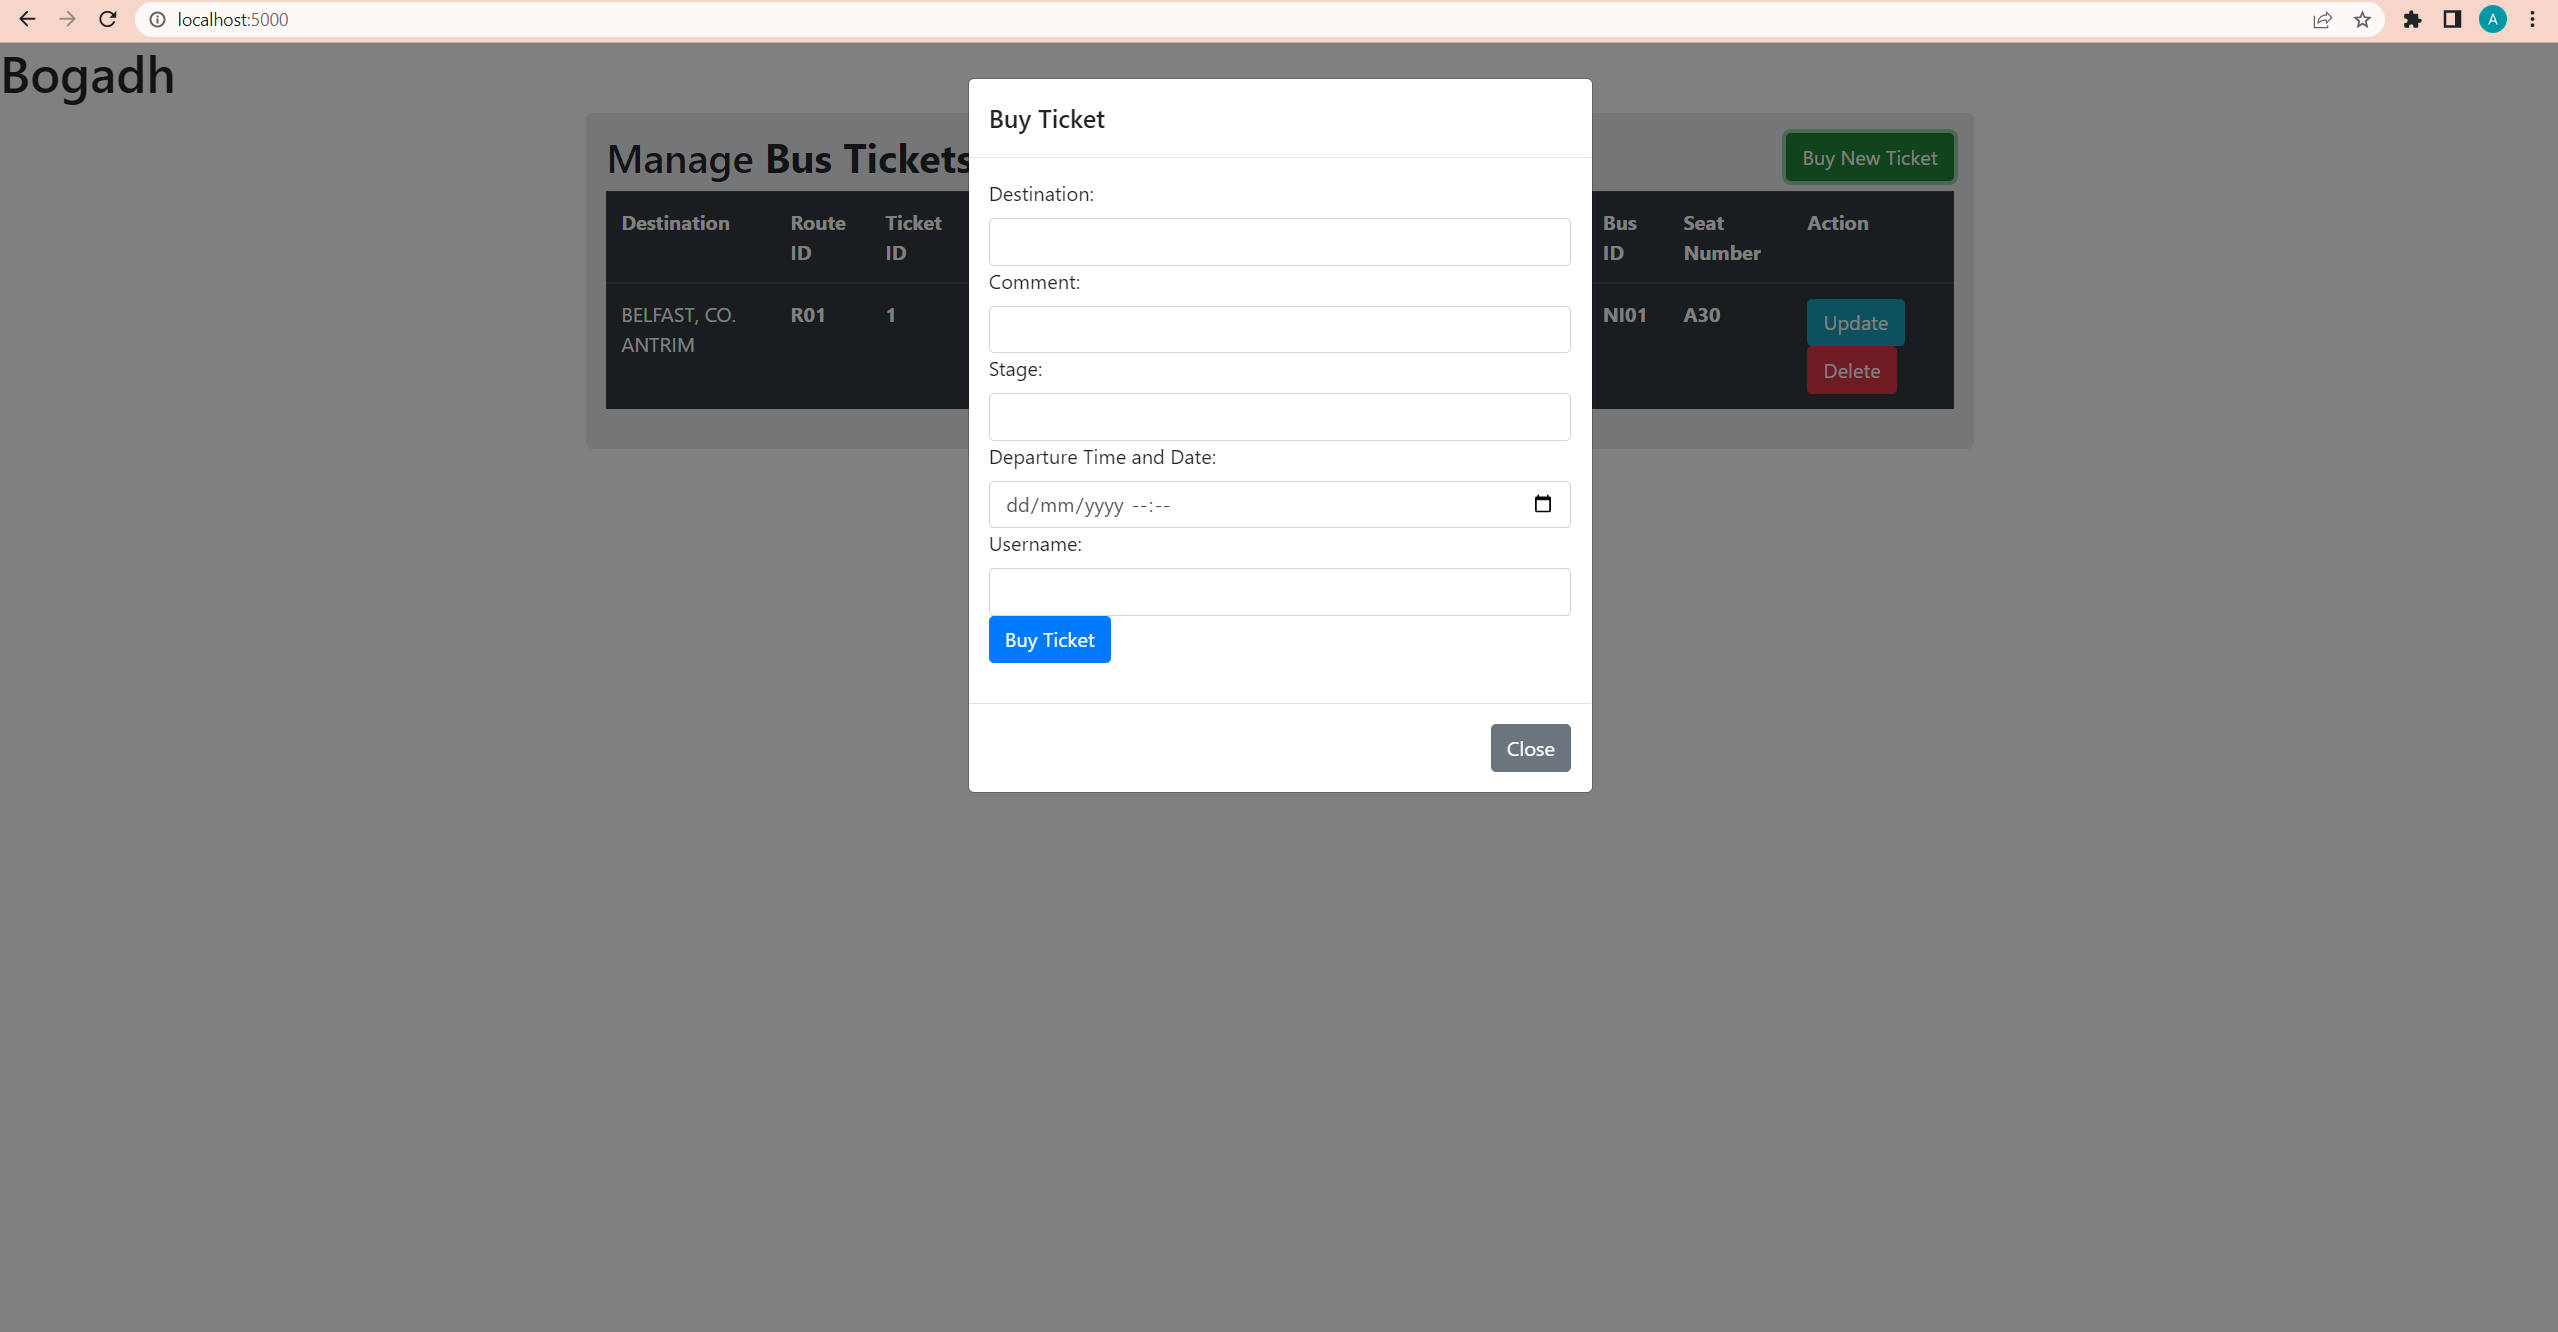 localhost:5000
A
Bogadh
Manage Bus Tickets
Buy New Ticket
Destination
Route ID
Ticket ID
Bus ID
Seat Number
Action
BELFAST, CO. ANTRIM
R01
1
NI01
A30
Update
Delete
Buy Ticket
Destination:
Comment:
Stage:
Departure Time and Date:
dd/mm/yyyy --:--
Username:
Buy Ticket
Close